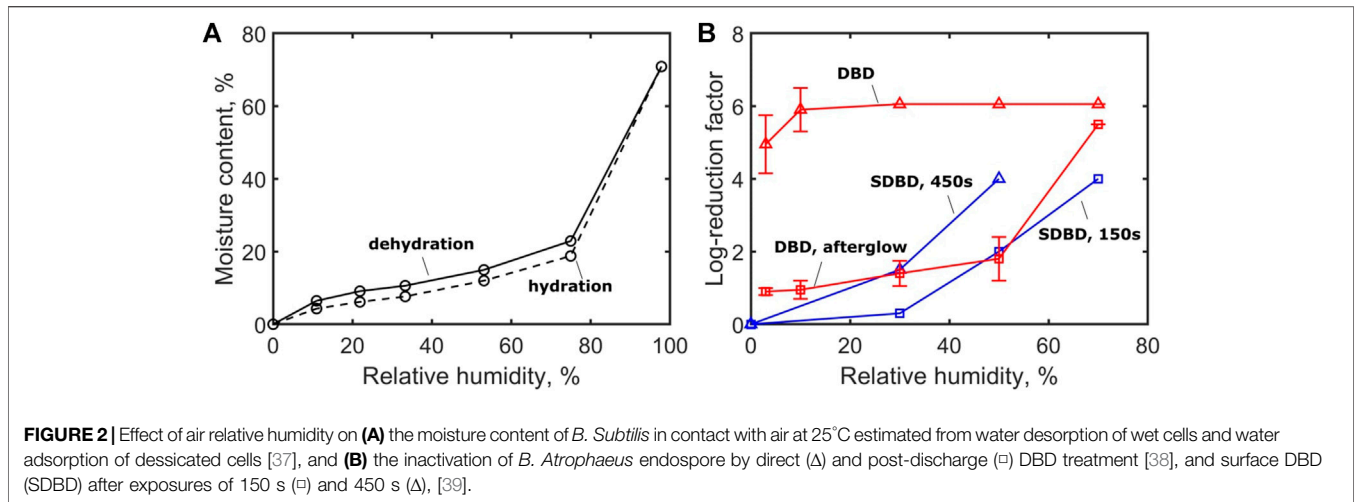 A
B
80
60
40
20
0
Moisture content, %
dehydration
hydration
0 20 40 60 80 100
Relative humidity, %
8
6
4
2
0
Log-reduction factor
DBD
SDBD, 450s
DBD, afterglow
SDBD, 150s
0 20 40 60 80
Relative humidity, %
FIGURE 2 | Effect of air relative humidity on (A) the moisture content of B. Subtilis in contact with air at 25°C estimated from water desorption of wet cells and water
adsorption of dessicated cells [37], and (B) the inactivation of B. Atrophaeus endospore by direct (Δ) and post-discharge (□) DBD treatment [38], and surface DBD
(SDBD) after exposures of 150 s (□) and 450 s (Δ), [39].